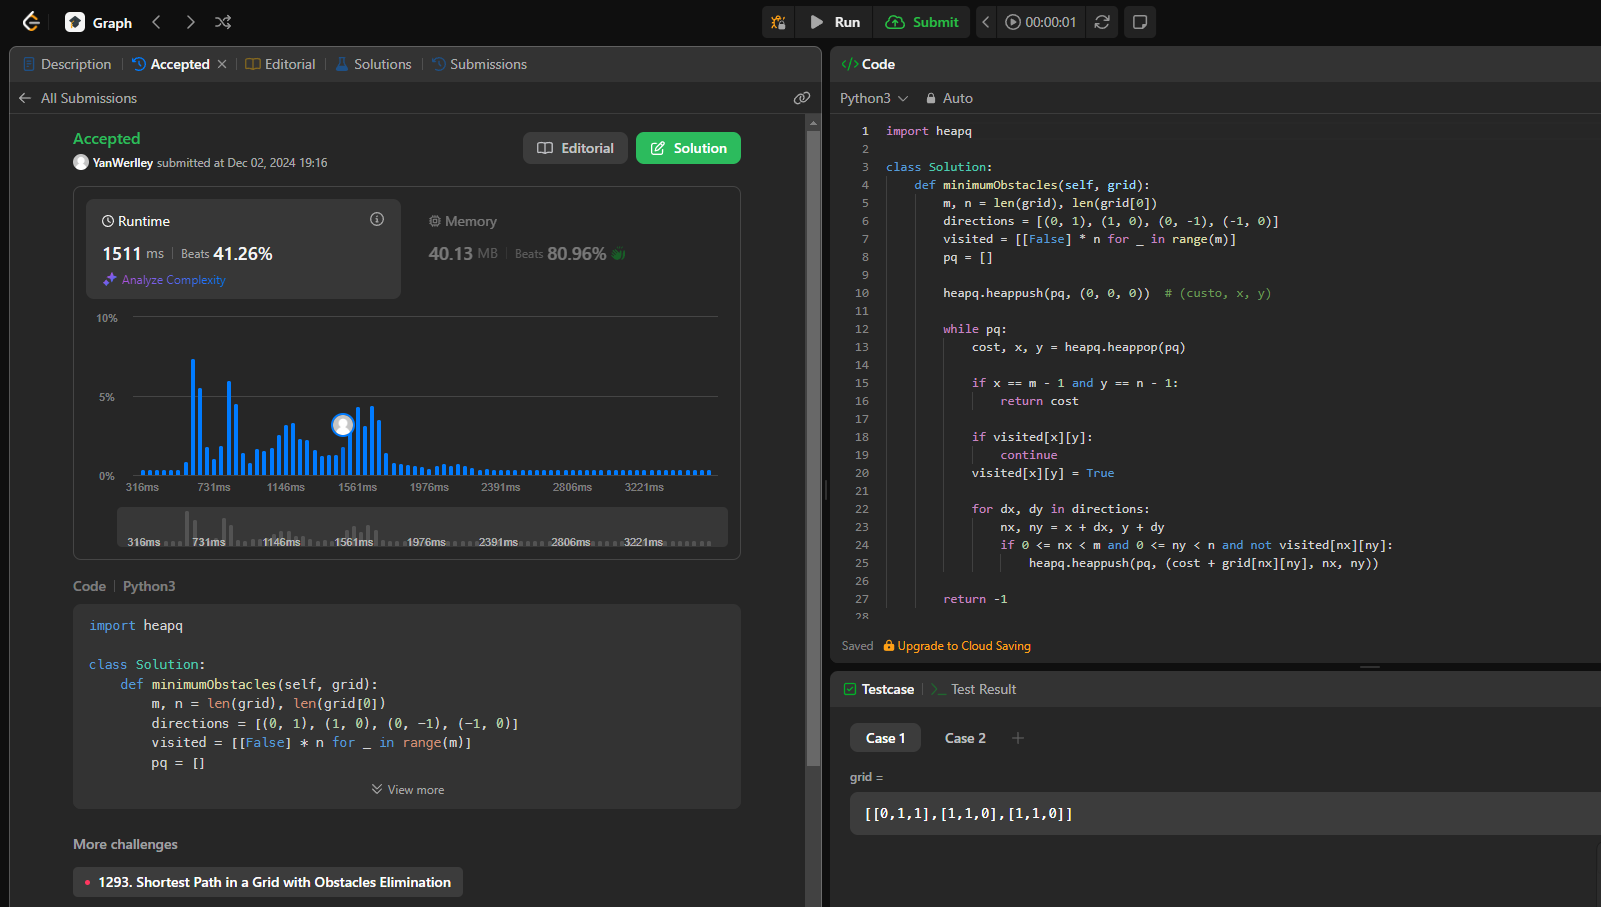 Graph
Run
Submit
00:00:01
Description
Accepted
Editorial
Solutions
Submissions
All Submissions
Accepted
YanWerlley submitted at Dec 02, 2024 19:16
Editorial
Solution
Runtime
1511 ms
Beats 41.26%
Analyze Complexity
Memory
40.13 MB
Beats 80.96%
10%
5%
0%
316ms 731ms 1146ms 1561ms 1976ms 2391ms 2806ms 3221ms
316ms 731ms 1146ms 1561ms 1976ms 2391ms 2806ms 3221ms
Code
Python3
import heapq
class Solution:
def minimumObstacles(self, grid):
m, n = len(grid), len(grid[0])
directions = [(0, 1), (1, 0), (0, -1), (-1, 0)]
visited = [[False] * n for _ in range(m)]
pq = []
View more
More challenges
1293. Shortest Path in a Grid with Obstacles Elimination
</> Code
Python3
Auto
1 import heapq
2
3 class Solution:
4 def minimumObstacles(self, grid):
5 m, n = len(grid), len(grid[0])
6 directions = [(0, 1), (1, 0), (0, -1), (-1, 0)]
7 visited = [[False] * n for _ in range(m)]
8 pq = []
9
10 heapq.heappush(pq, (0, 0, 0)) # (custo, x, y)
11
12 while pq:
13 cost, x, y = heapq.heappop(pq)
14
15 if x == m - 1 and y == n - 1:
16 return cost
17
18 if visited[x][y]:
19 continue
20 visited[x][y] = True
21
22 for dx, dy in directions:
23 nx, ny = x + dx, y + dy
24 if 0 <= nx < m and 0 <= ny < n and not visited[nx][ny]:
25 heapq.heappush(pq, (cost + grid[nx][ny], nx, ny))
26
27 return -1
28
Saved
Upgrade to Cloud Saving
Testcase
>_ Test Result
Case 1
Case 2
+
grid =
[[0,1,1],[1,1,0],[1,1,0]]